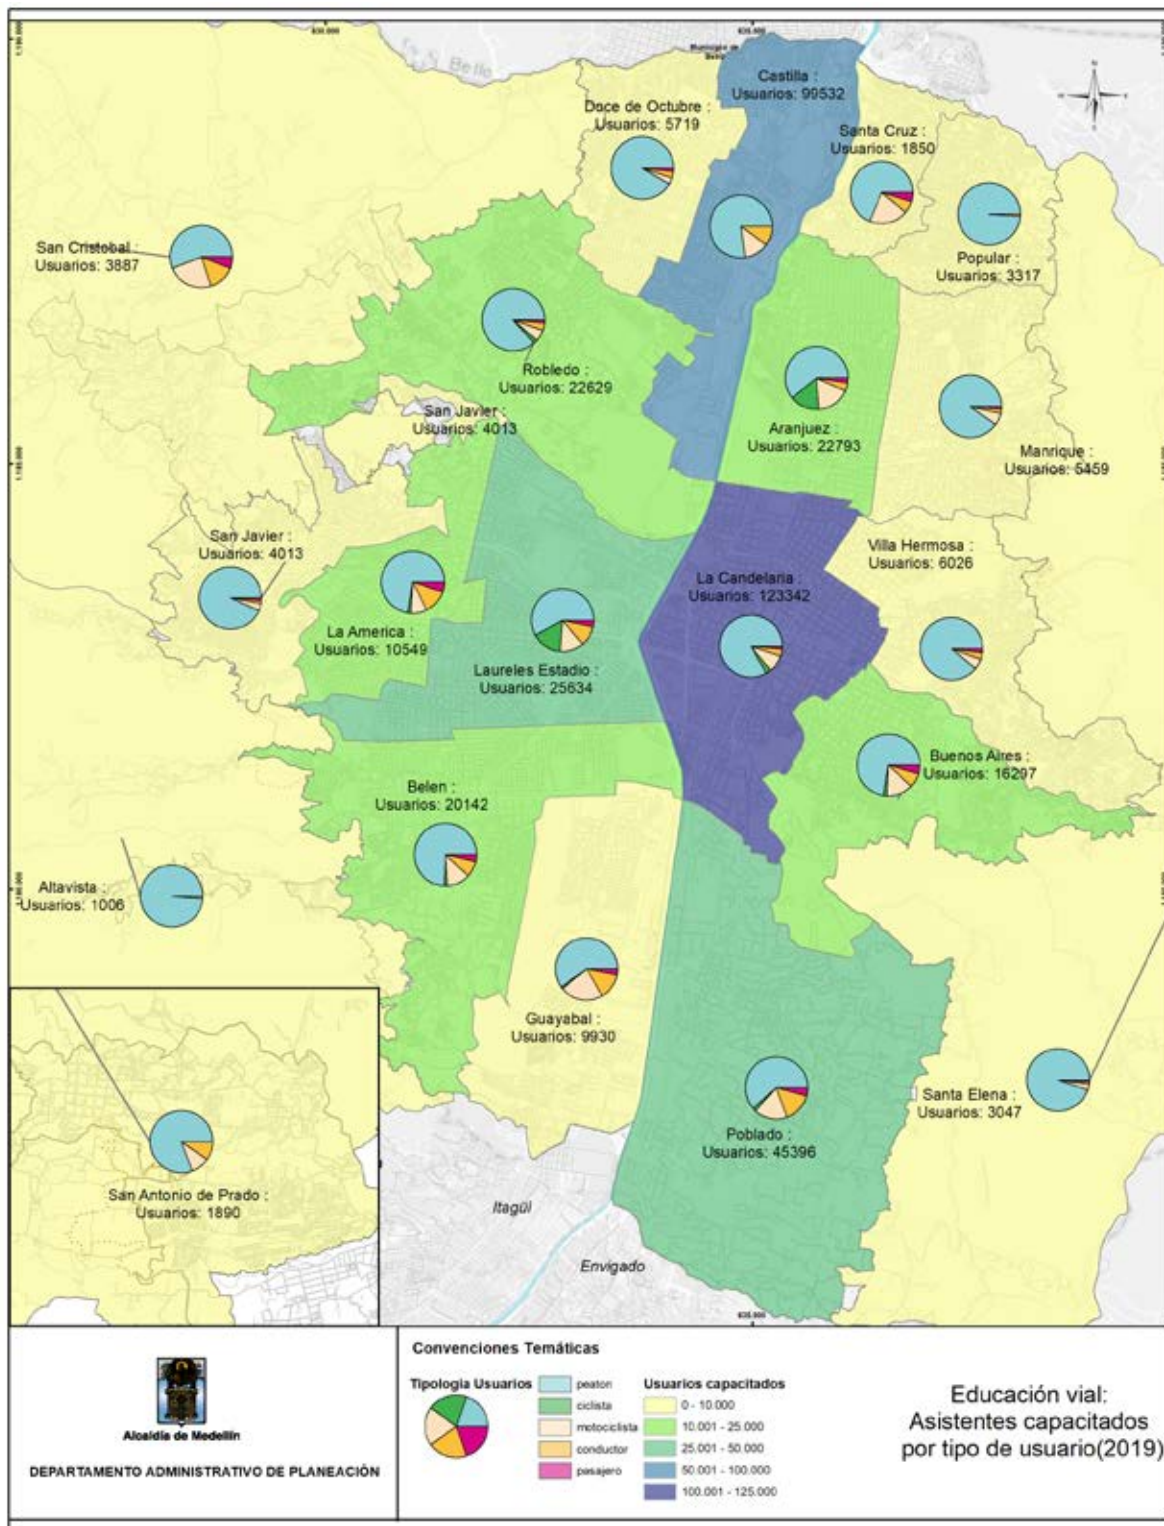 Bello
Castilla :
Usuarios: 99532
Doce de Octubre :
Usuarios: 5719
Santa Cruz :
Usuarios: 1850
Popular :
Usuarios: 3317
San Cristobal :
Usuarios: 3887
Robledo :
Usuarios: 22629
San Javier :
Usuarios: 4013
Aranjuez :
Usuarios: 22793
Manrique :
Usuarios: 5459
San Javier :
Usuarios: 4013
Villa Hermosa :
Usuarios: 6026
La Candelaria :
Usuarios: 123342
La America :
Usuarios: 10549
Laureles Estadio :
Usuarios: 25634
Buenos Aires :
Usuarios: 16297
Belen :
Usuarios: 20142
Altavista :
Usuarios: 1006
Guayabal :
Usuarios: 9930
Santa Elena :
Usuarios: 3047
Poblado :
Usuarios: 45396
San Antonio de Prado :
Usuarios: 1890
Itagüí
Envigado
Alcaldía de Medellín
DEPARTAMENTO ADMINISTRATIVO DE PLANEACIÓN
Convenciones Temáticas
Tipología Usuarios
peaton
ciclista
motociclista
conductor
pasajero
Usuarios capacitados
0 - 10.000
10.001 - 25.000
25.001 - 50.000
50.001 - 100.000
100.001 - 125.000
Educación vial:
Asistentes capacitados
por tipo de usuario(2019)